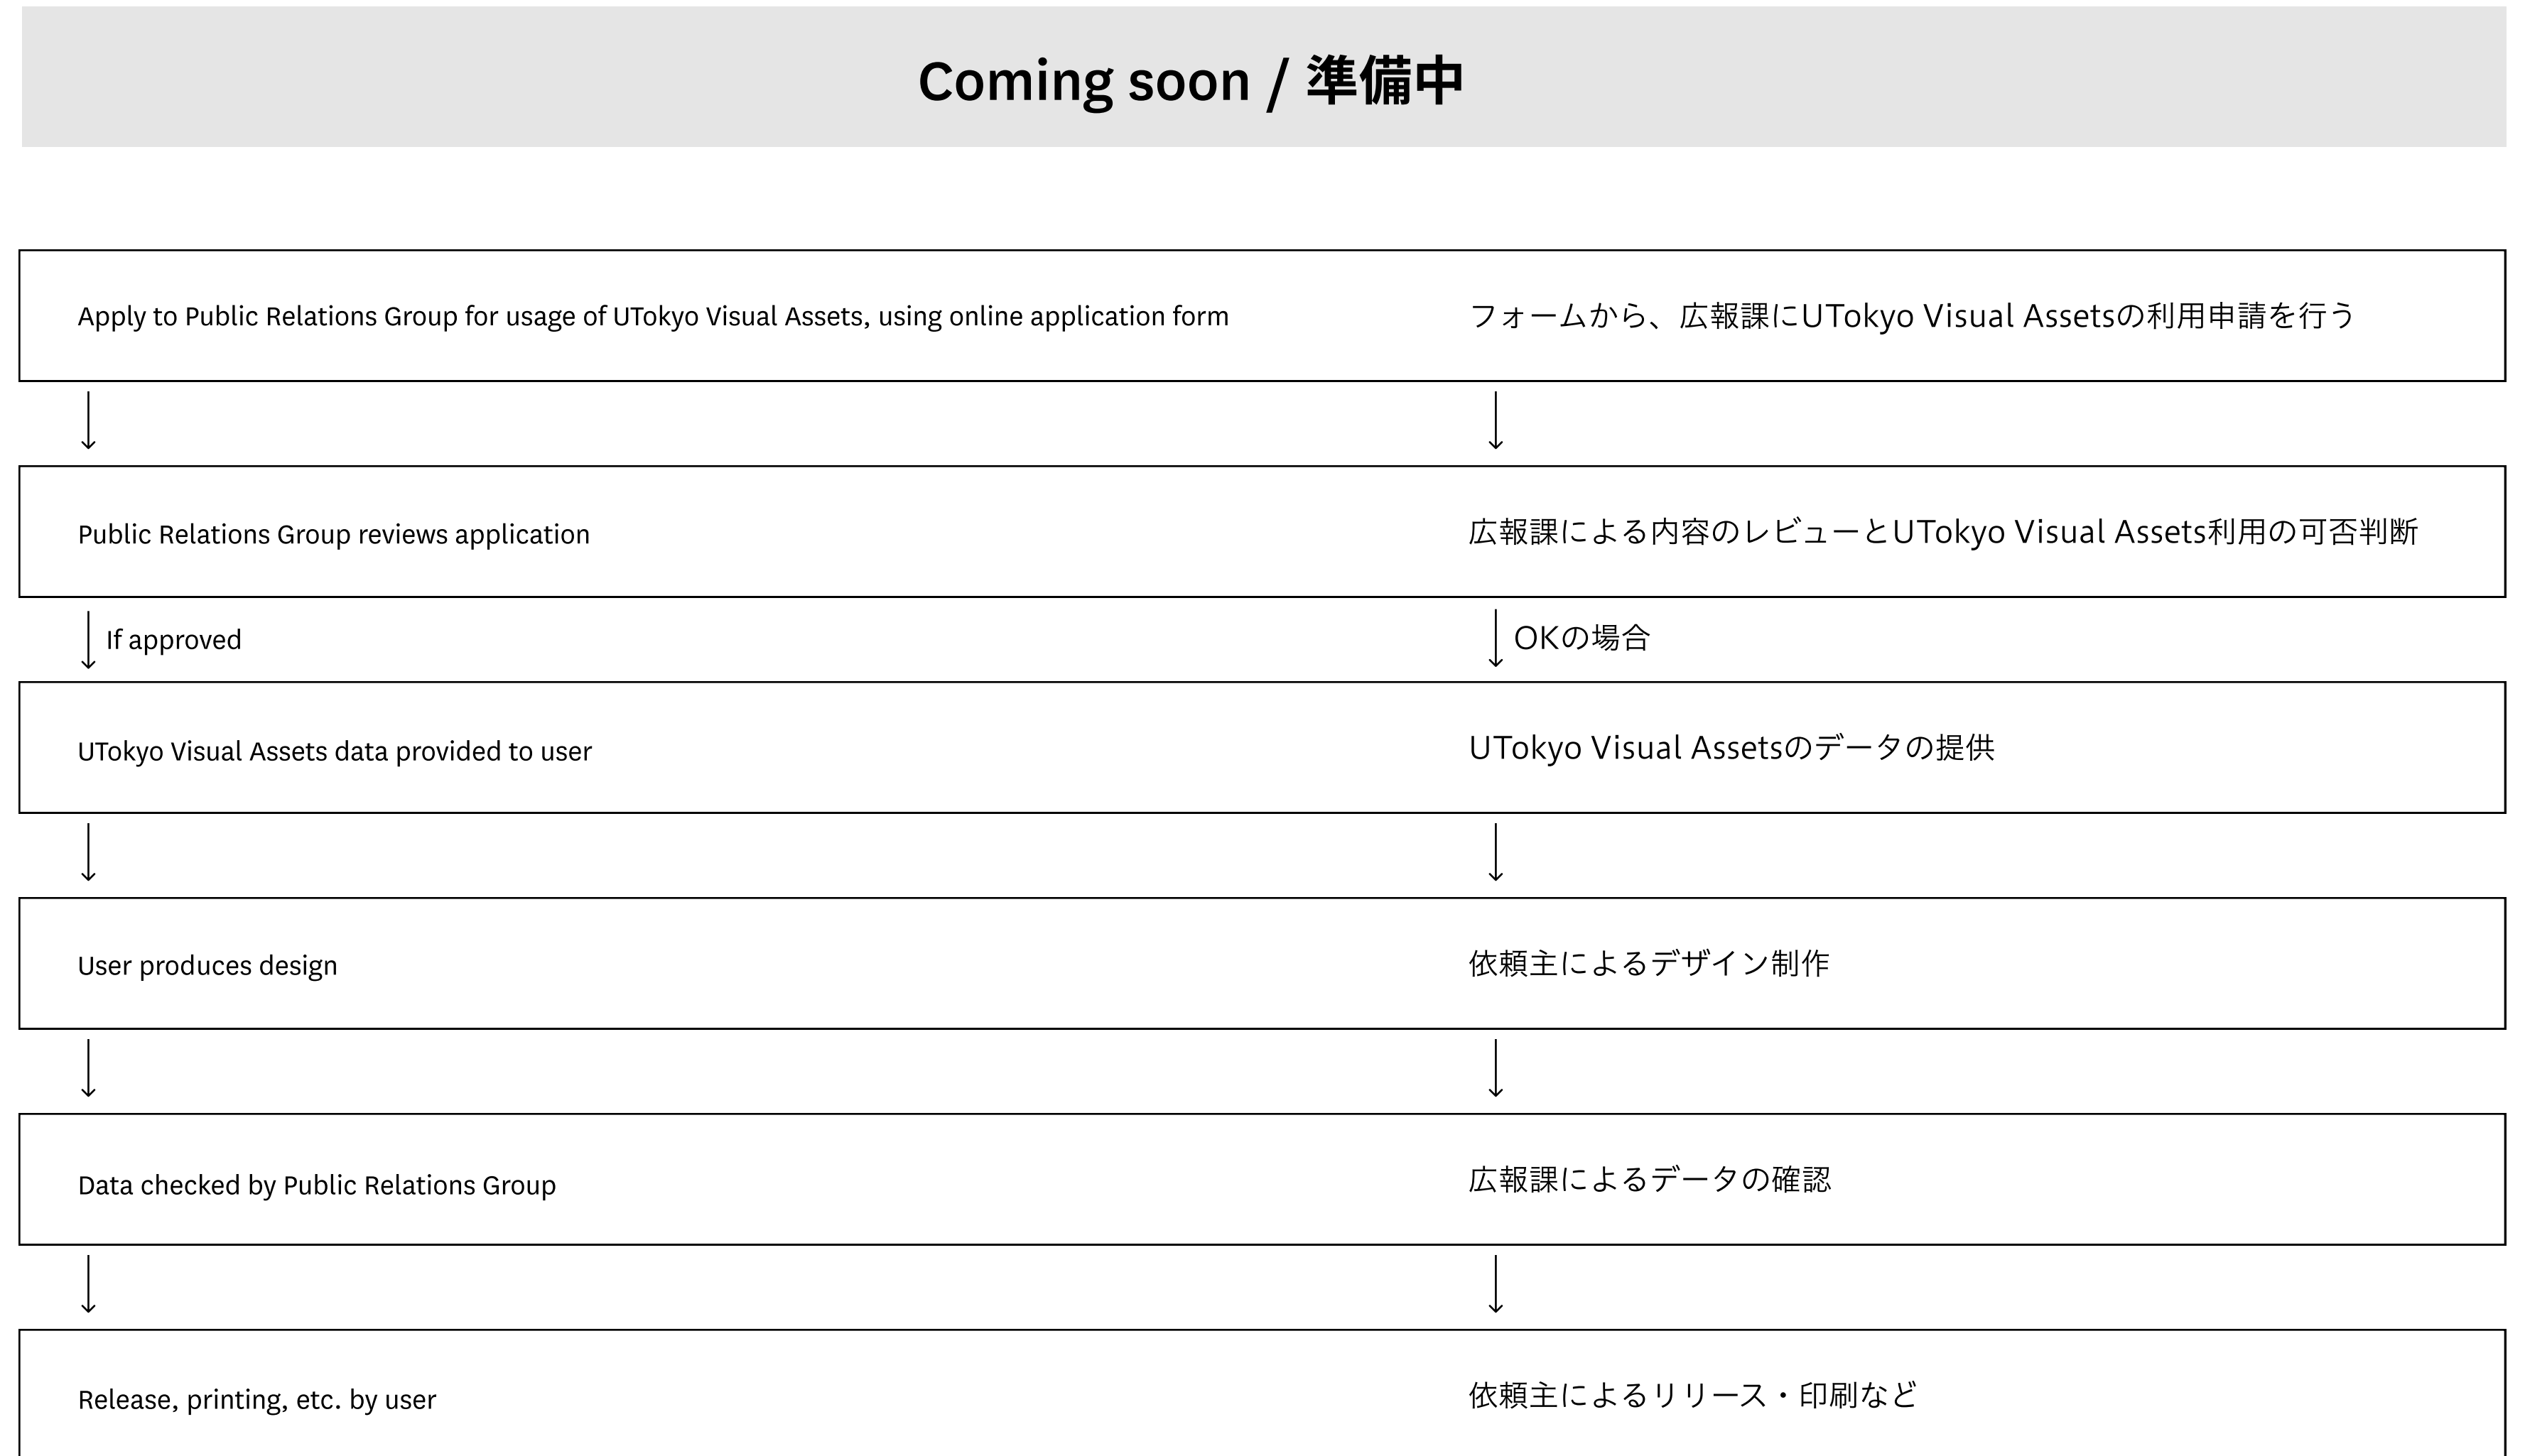 Coming soon / 準備中
Apply to Public Relations Group for usage of UTokyo Visual Assets, using online application form
フォームから、広報課にUTokyo Visual Assetsの利用申請を行う
Public Relations Group reviews application
広報課による内容のレビューとUTokyo Visual Assets利用の可否判断
If approved
OKの場合
UTokyo Visual Assets data provided to user
UTokyo Visual Assetsのデータの提供
User produces design
依頼主によるデザイン制作
Data checked by Public Relations Group
広報課によるデータの確認
Release, printing, etc. by user
依頼主によるリリース・印刷など